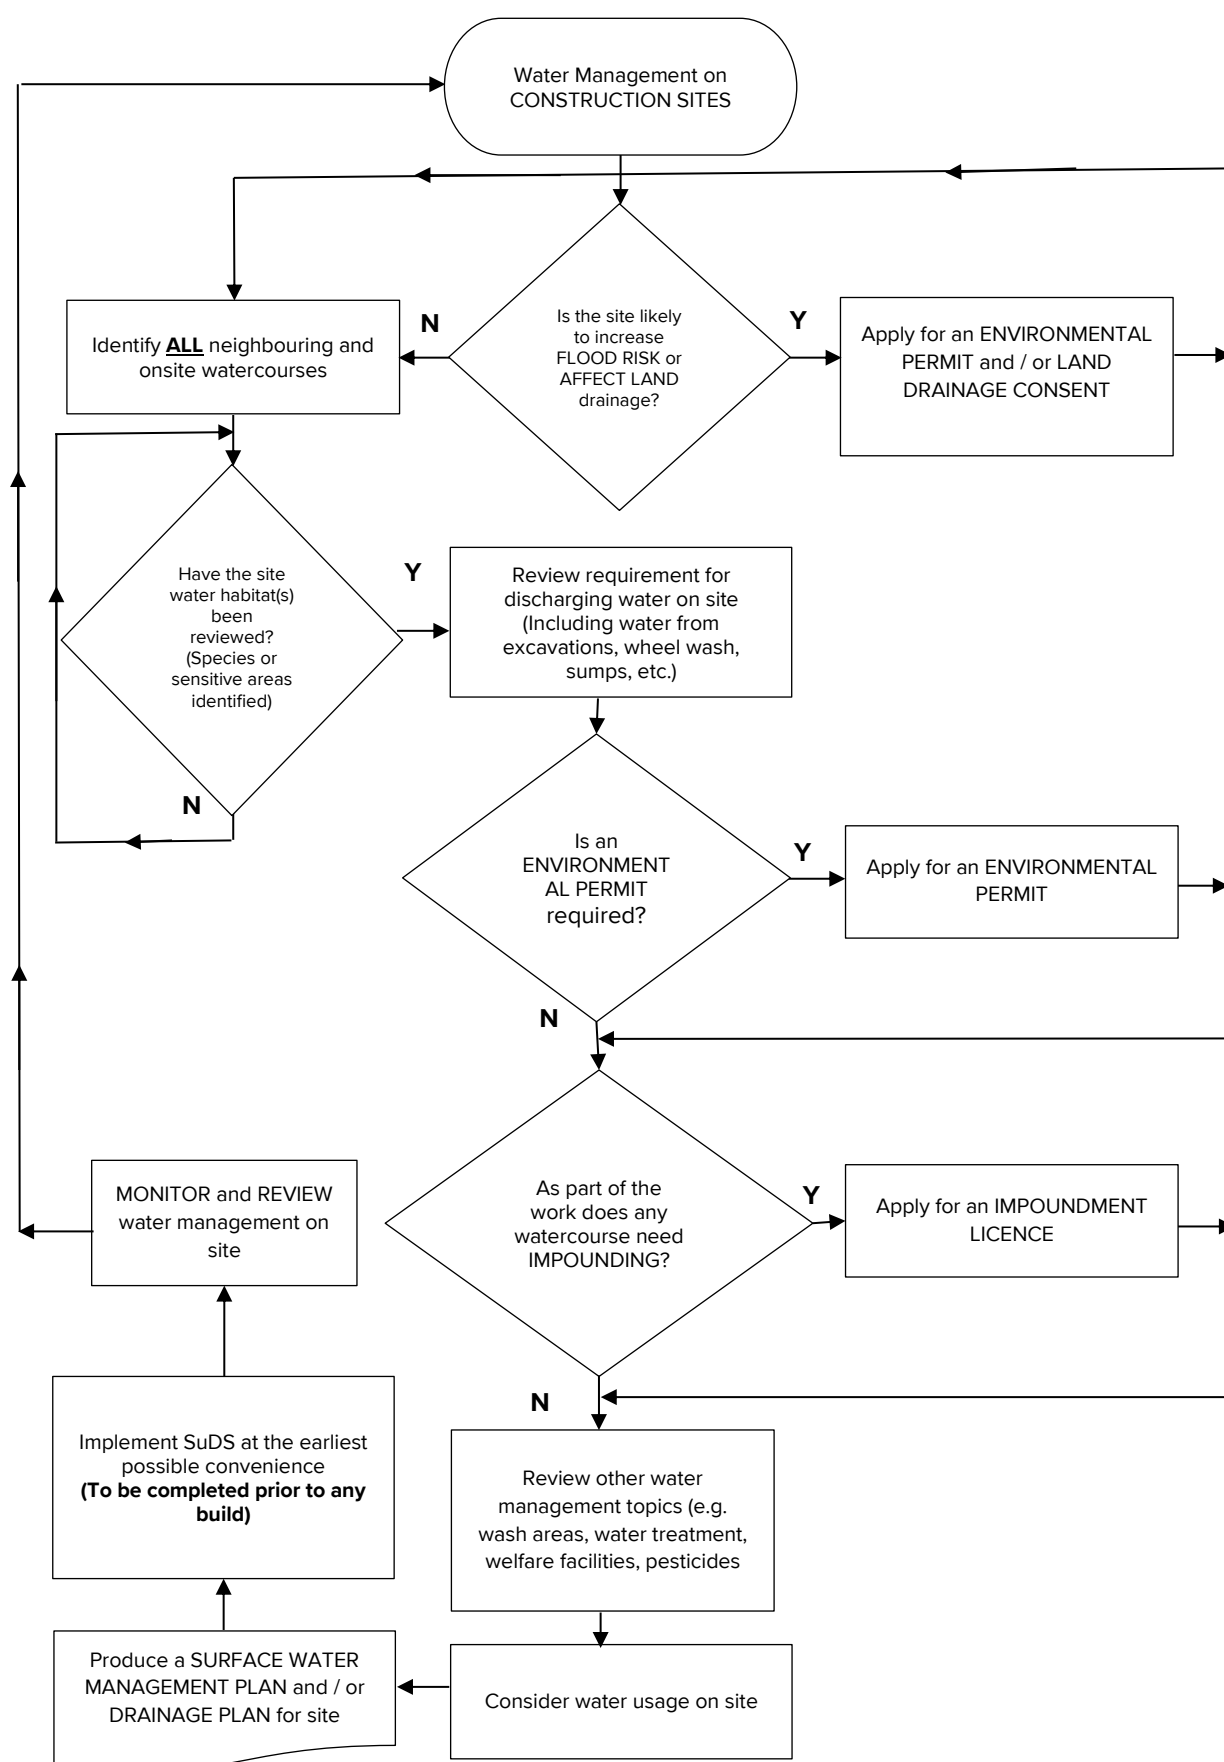 Water Management on
CONSTRUCTION SITES
Is the site likely
to increase
FLOOD RISK or
AFFECT LAND
drainage?
N
Y
Identify ALL neighbouring and
onsite watercourses
Apply for an ENVIRONMENTAL
PERMIT and / or LAND
DRAINAGE CONSENT
Have the site
water habitat(s)
been
reviewed?
(Species or
sensitive areas
identified)
Y
N
Review requirement for
discharging water on site
(Including water from
excavations, wheel wash,
sumps, etc.)
Is an
ENVIRONMENT
AL PERMIT
required?
Y
N
Apply for an ENVIRONMENTAL
PERMIT
As part of the
work does any
watercourse need
IMPOUNDING?
Y
N
Apply for an IMPOUNDMENT
LICENCE
Review other water
management topics (e.g.
wash areas, water treatment,
welfare facilities, pesticides
Consider water usage on site
Produce a SURFACE WATER
MANAGEMENT PLAN and / or
DRAINAGE PLAN for site
Implement SuDS at the earliest
possible convenience
(To be completed prior to any
build)
MONITOR and REVIEW
water management on
site